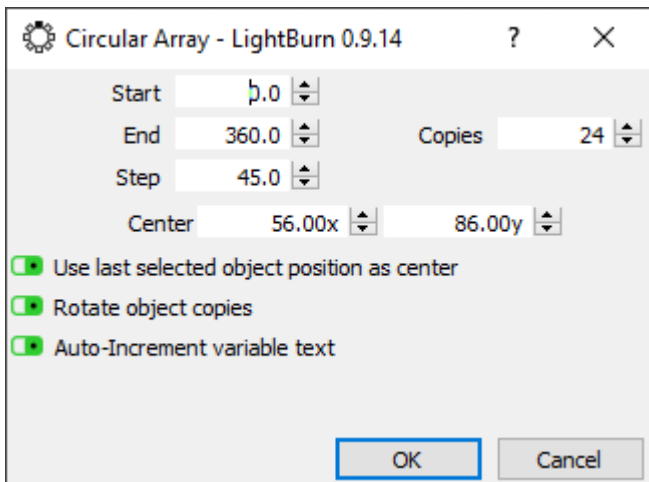 Circular Array - LightBurn 0.9.14 ?
Start 0.0
End 360.0 Copies 24
Step 45.0
Center 56.00x 86.00y
Use last selected object position as center
Rotate object copies
Auto-Increment variable text
OK Cancel